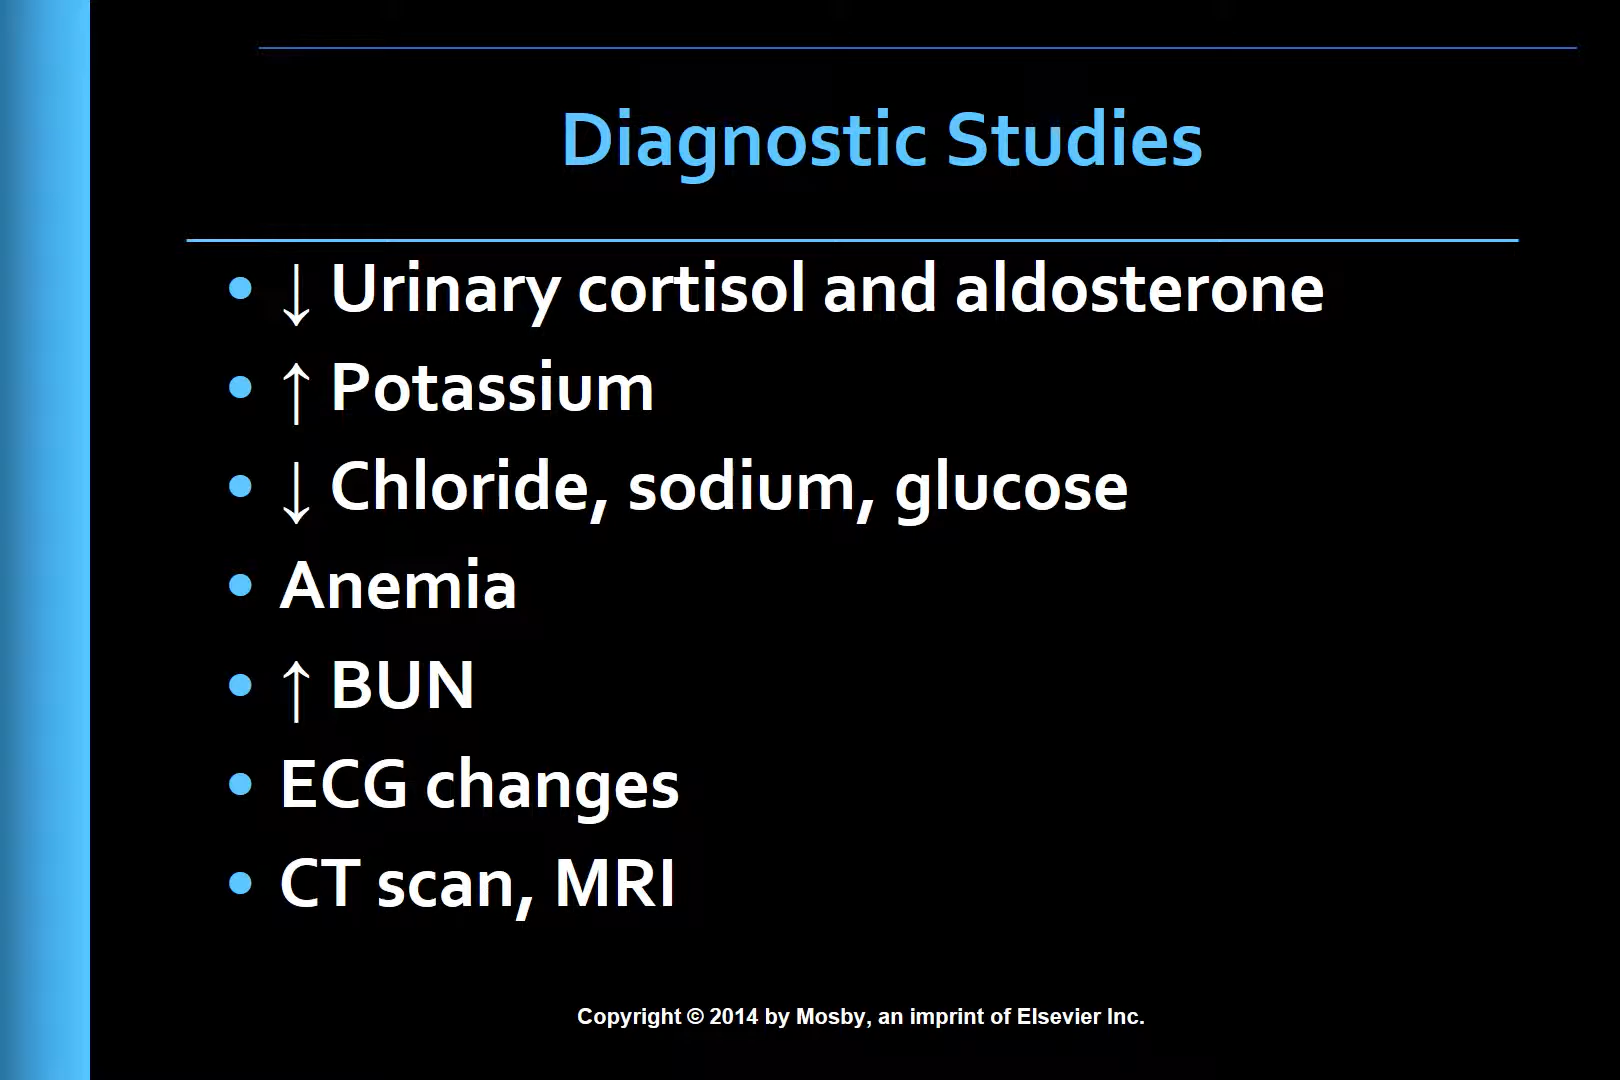 Diagnostic Studies
• ↓ Urinary cortisol and aldosterone
• ↑ Potassium
• ↓ Chloride, sodium, glucose
• Anemia
• ↑ BUN
• ECG changes
• CT scan, MRI
Copyright © 2014 by Mosby, an imprint of Elsevier Inc.